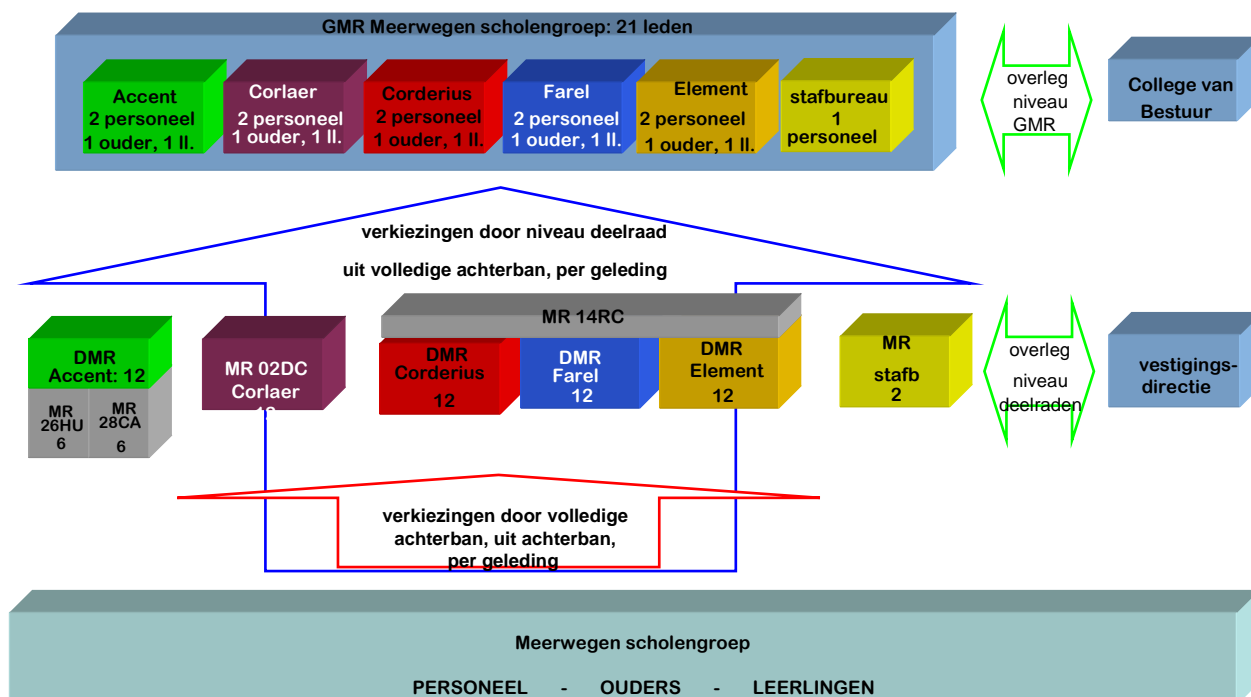 GMR Meerwegen scholengroep: 21 leden
Accent
2 personeel
1 ouder, 1 ll.
Corlaer
2 personeel
1 ouder, 1 ll.
Corderius
2 personeel
1 ouder, 1 ll.
Farel
2 personeel
1 ouder, 1 ll.
Element
2 personeel
1 ouder, 1 ll.
stafbureau
1
personeel
overleg
niveau
GMR
College van
Bestuur
verkiezingen door niveau deelraad
uit volledige achterban, per geleding
DMR
Accent: 12
MR
26HU
6
MR
28CA
6
MR 02DC
Corlaer
MR 14RC
DMR
Corderius
12
DMR
Farel
12
DMR
Element
12
MR
stafb
2
overleg
niveau
deelraden
vestigings-
directie
verkiezingen door volledige
achterban, uit achterban,
per geleding
Meerwegen scholengroep
PERSONEEL - OUDERS - LEERLINGEN